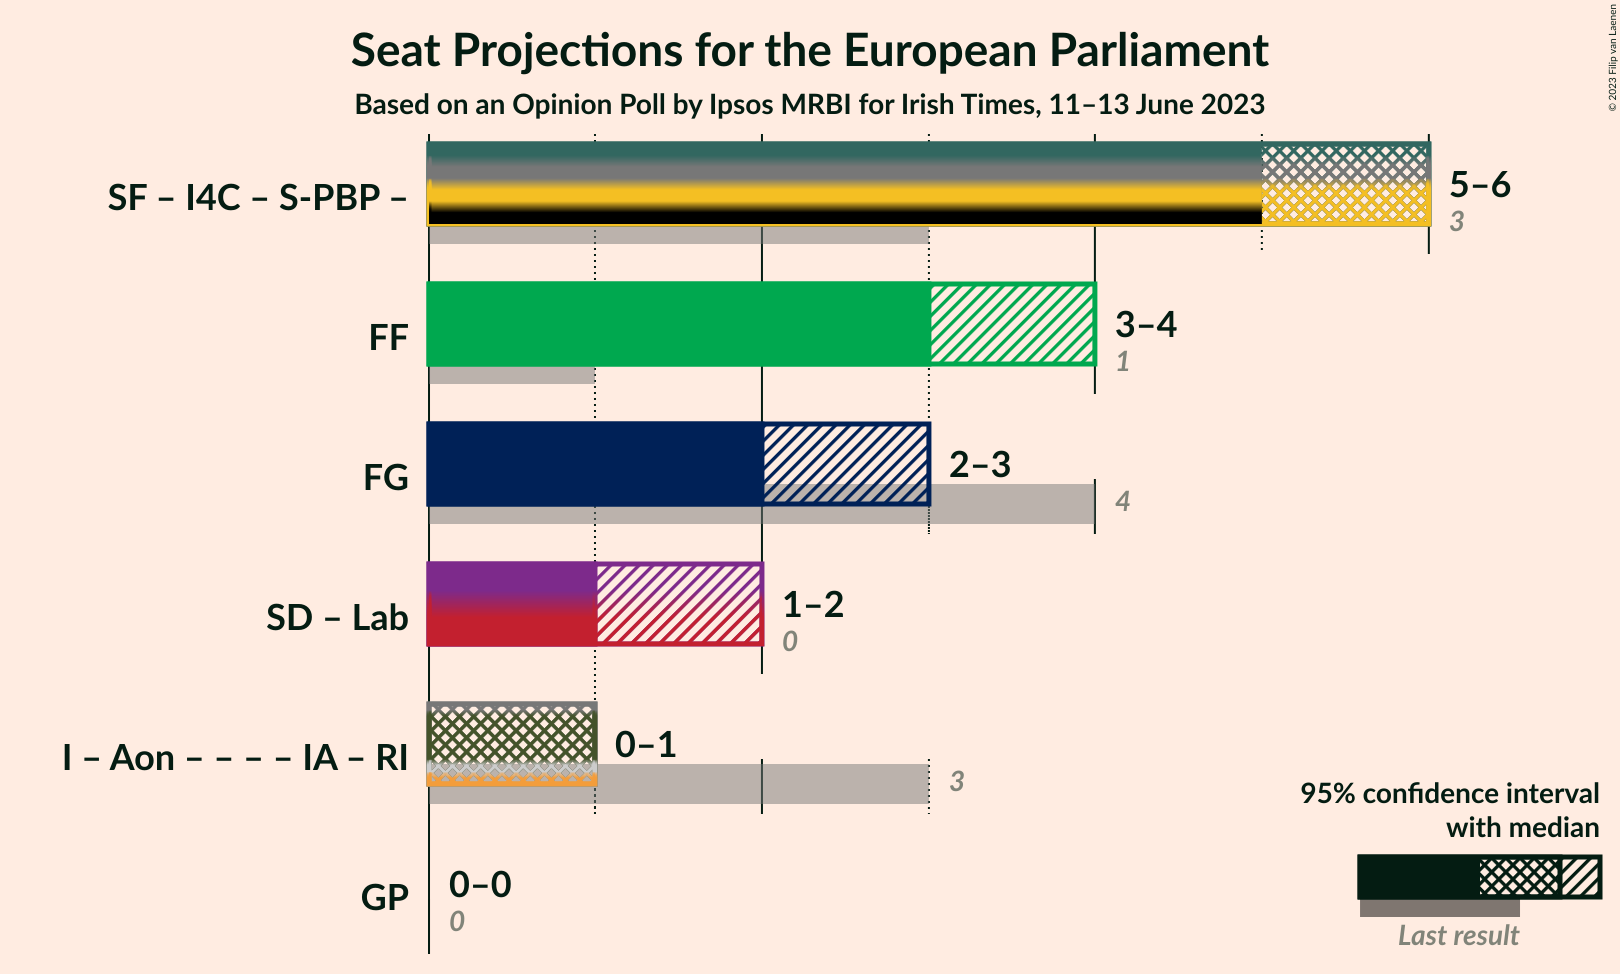 Seat Projections for the European Parliament
Based on an Opinion Poll by Ipsos MRBI for Irish Times, 11–13 June 2023
© 2023 Filip van Laenen
SF – I4C – S-PBP –
5–6
3
FF
3–4
1
FG
2–3
4
SD – Lab
1–2
0
I – Aon – – – – IA – RI
0–1
3
GP
0–0
0
95% confidence interval
with median
Last result